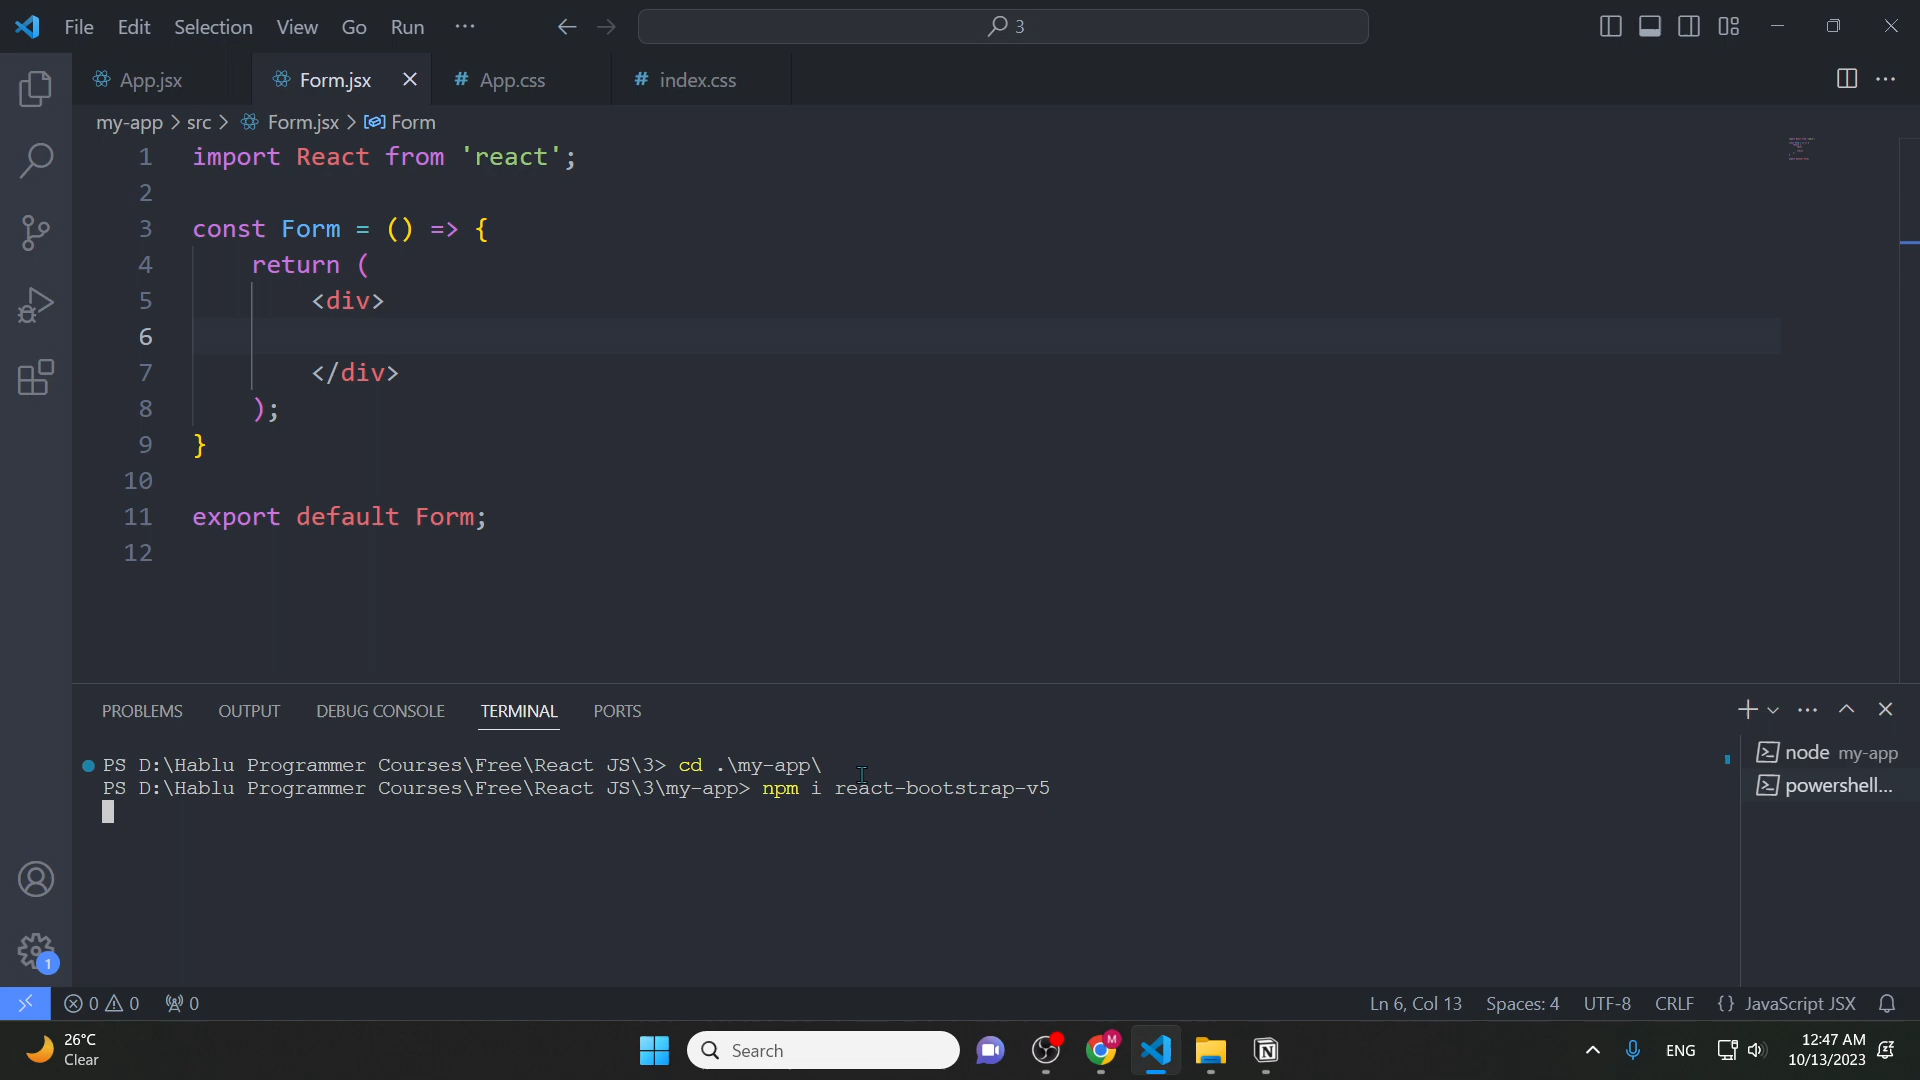 File Edit Selection View Go Run ···
3
App.jsx Form.jsx # App.css # index.css
my-app > src > Form.jsx > Form
1 import React from 'react';
2
3 const Form = () => {
4 return (
5 <div>
6
7 </div>
8 );
9 }
10
11 export default Form;
12
PROBLEMS OUTPUT DEBUG CONSOLE TERMINAL PORTS
PS D:\Hablu Programmer Courses\Free\React JS\3> cd .\my-app\
PS D:\Hablu Programmer Courses\Free\React JS\3\my-app> npm i react-bootstrap-v5
node my-app
powershell...
1
0 0 0
Ln 6, Col 13 Spaces: 4 UTF-8 CRLF {} JavaScript JSX
26°C
Clear
Search
M
ENG
12:47 AM
10/13/2023